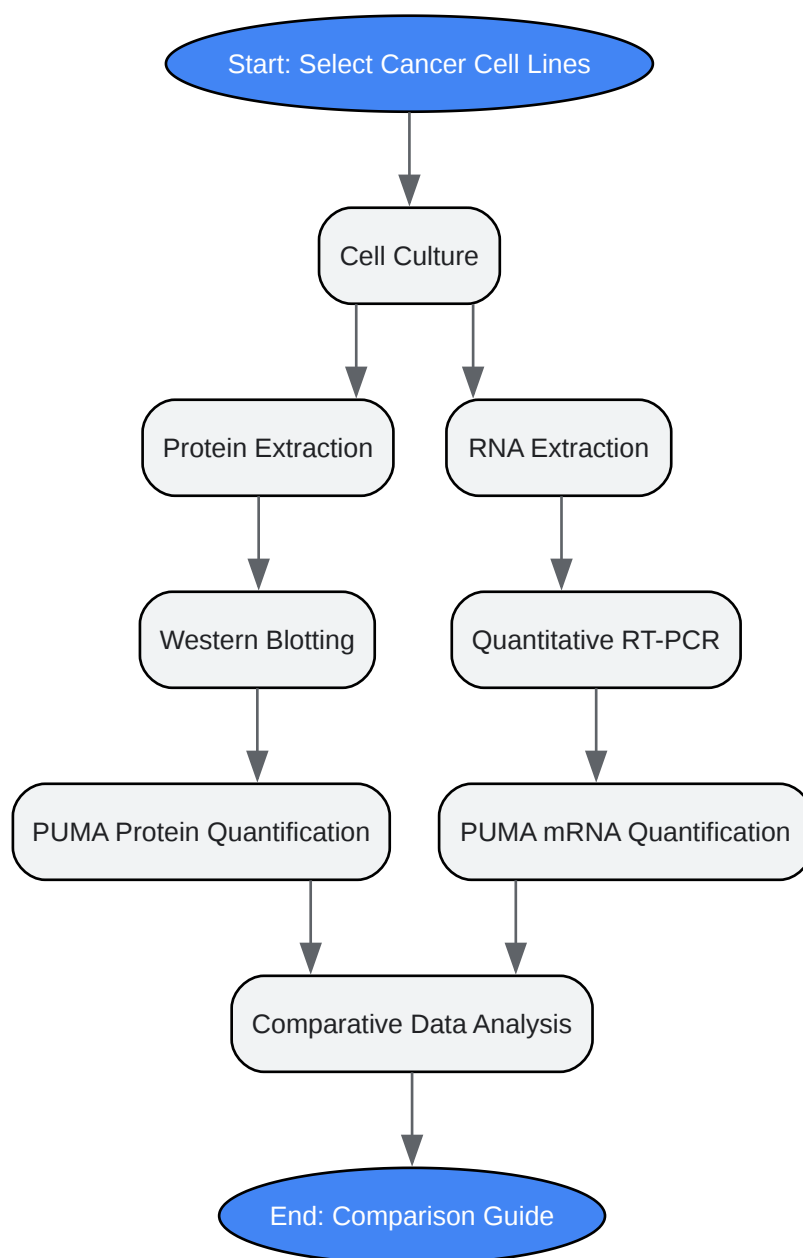 Start: Select Cancer Cell Lines
Cell Culture
Protein Extraction
RNA Extraction
Western Blotting
Quantitative RT-PCR
PUMA Protein Quantification
PUMA mRNA Quantification
Comparative Data Analysis
End: Comparison Guide